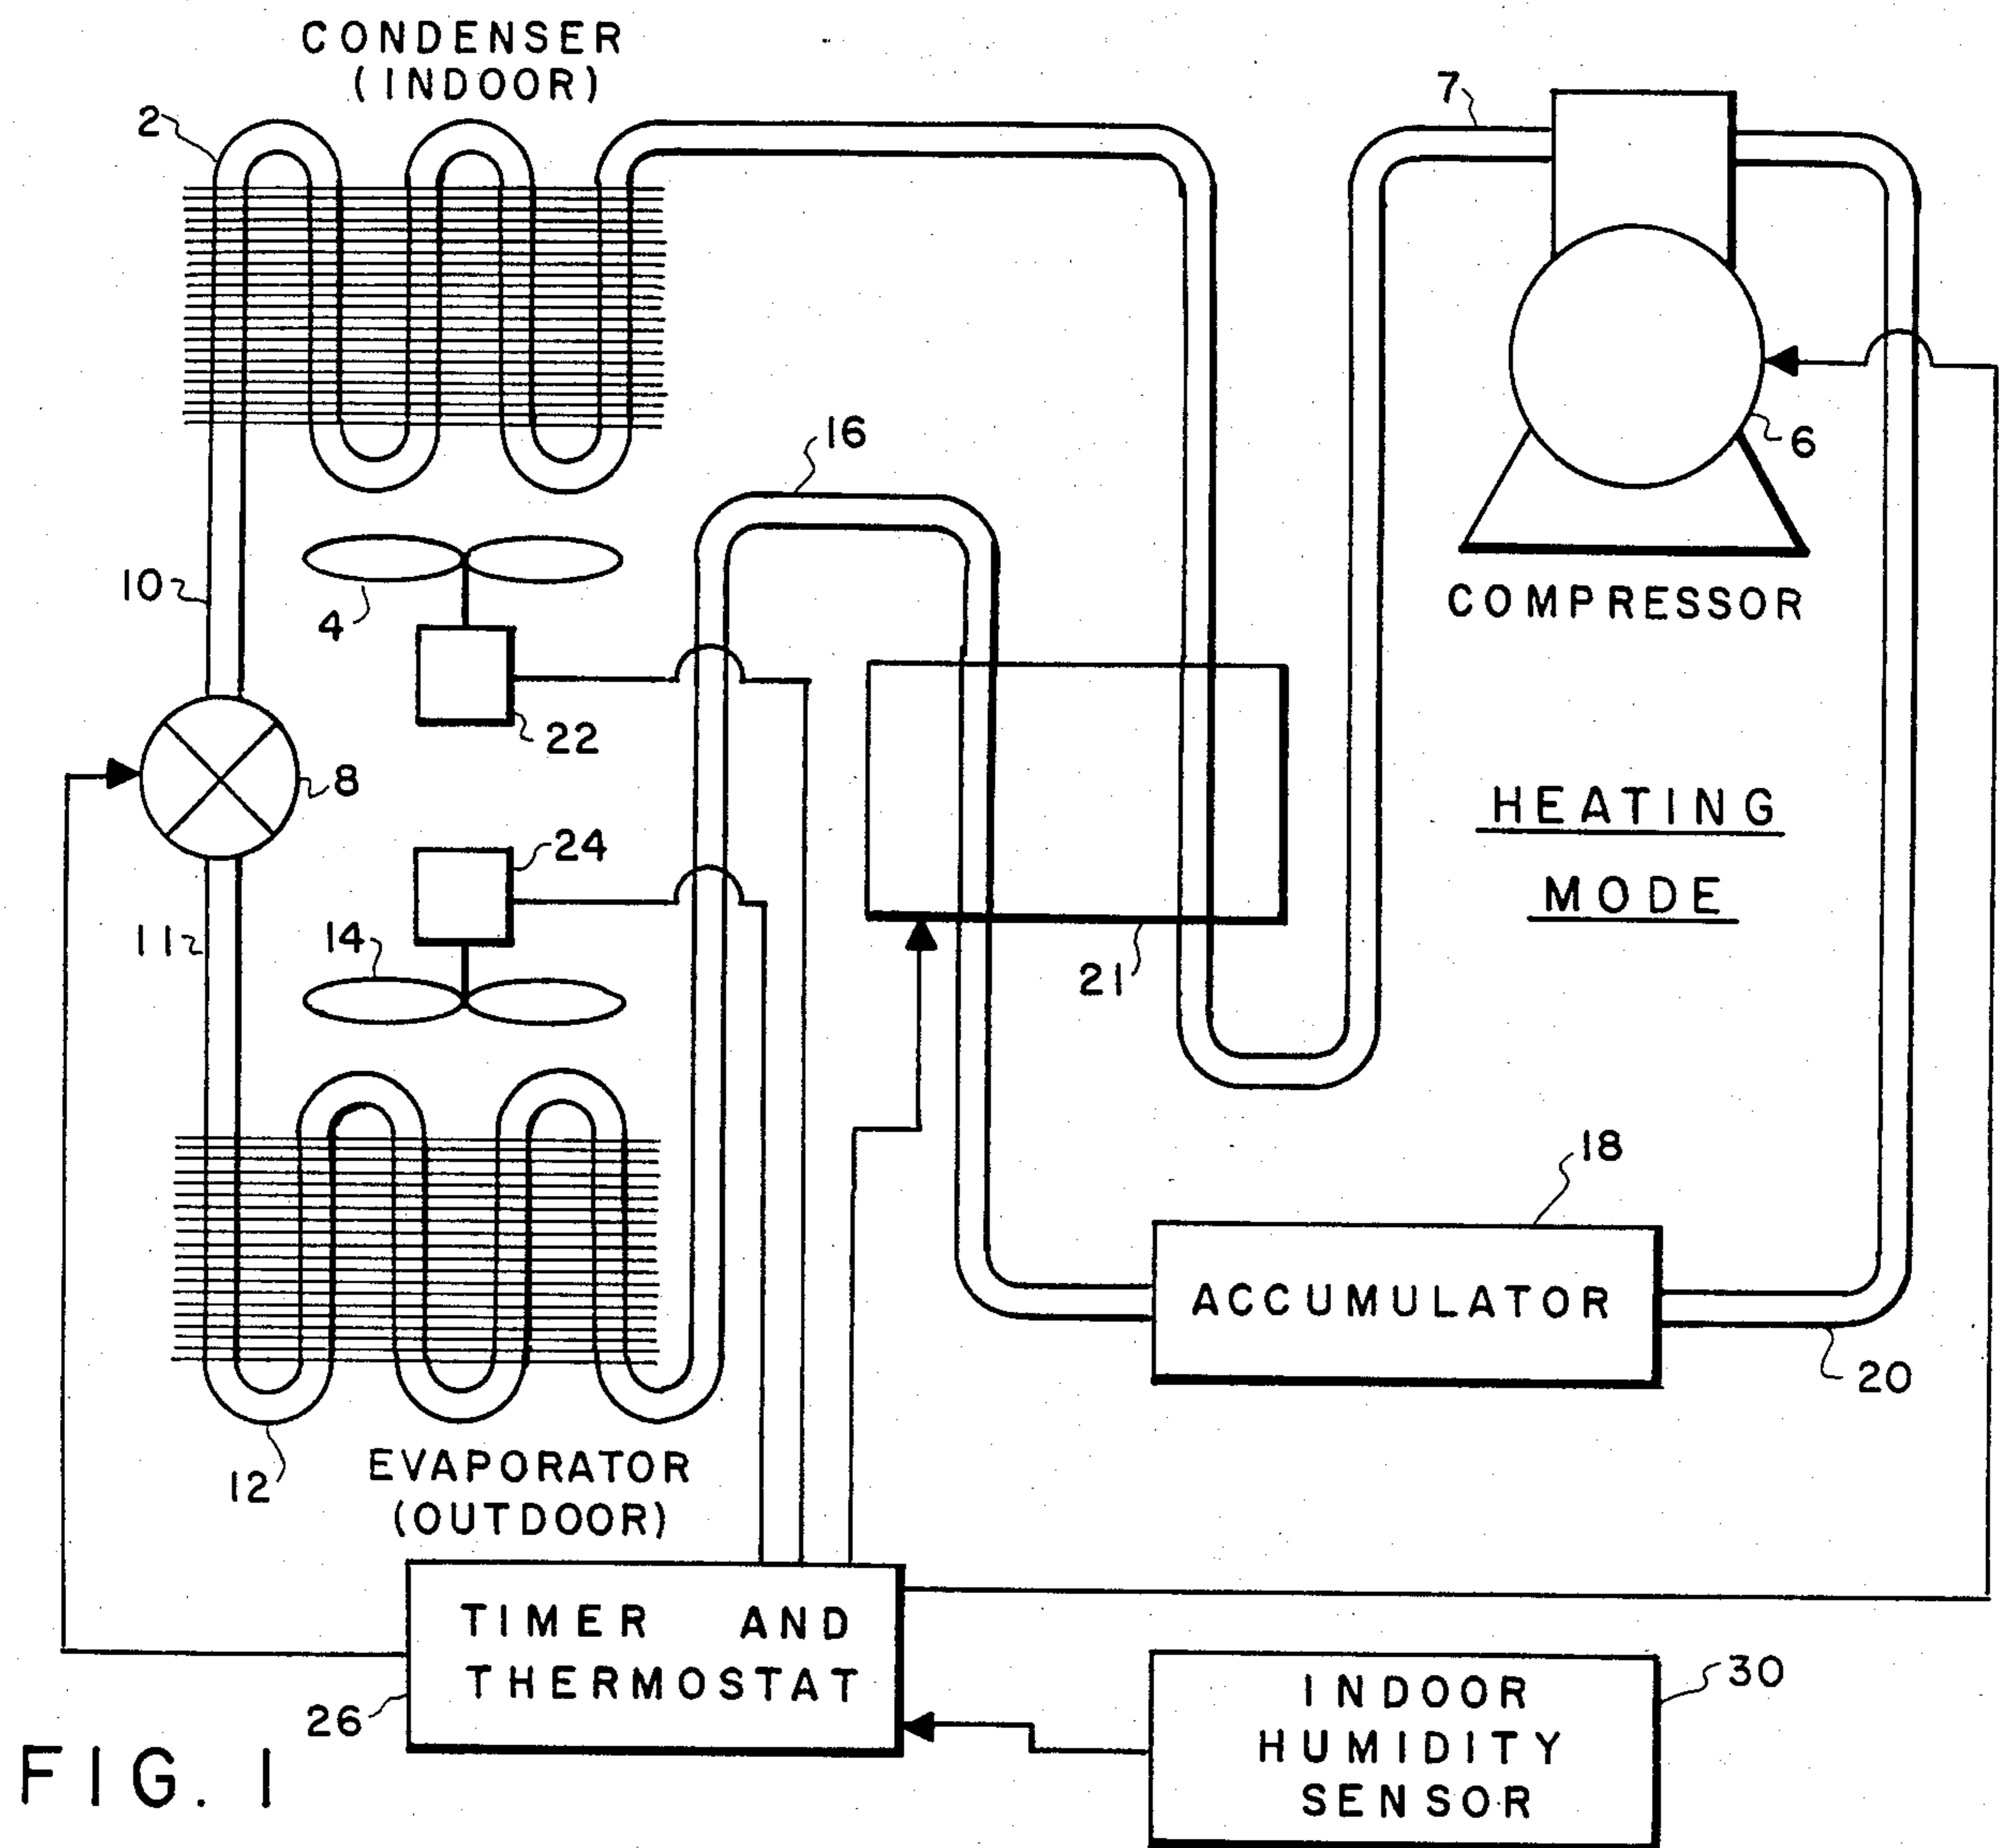 CONDENSER
(INDOOR)
2
7
6
COMPRESSOR
16
10
4
22
8
HEATING
MODE
24
11
14
21
18
ACCUMULATOR
20
12
EVAPORATOR
(OUTDOOR)
TIMER AND
THERMOSTAT
26
30
INDOOR
HUMIDITY
SENSOR
FIG. 1